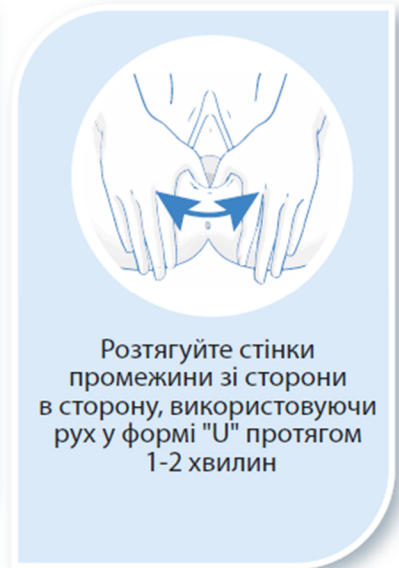 Розтягуйте стінки
промежини зі сторони
в сторону, використовуючи
рух у формі "U" протягом
1-2 хвилин